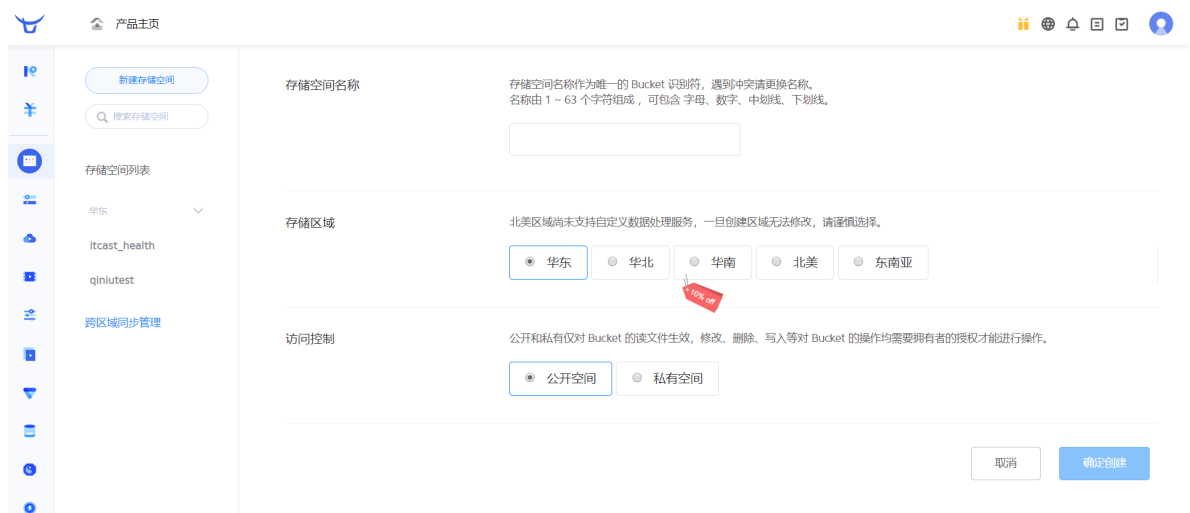 产品主页
新建存储空间
搜索存储空间
存储空间列表
华东
itcast_health
qiniutest
跨区域同步管理
存储空间名称
存储空间名称作为唯一的 Bucket 识别符，遇到冲突请更换名称。
名称由 1 ~ 63 个字符组成 ，可包含 字母、数字、中划线、下划线。
存储区域
北美区域尚未支持自定义数据处理服务，一旦创建区域无法修改，请谨慎选择。
华东 华北 华南 北美 东南亚
10% off
访问控制
公开和私有仅对 Bucket 的读文件生效，修改、删除、写入等对 Bucket 的操作均需要拥有者的授权才能进行操作。
公开空间 私有空间
取消 确定创建